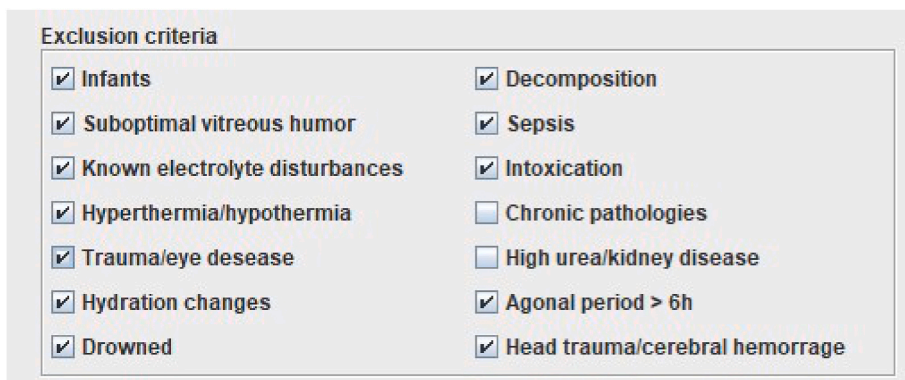 Exclusion criteria
Infants
Suboptimal vitreous humor
Known electrolyte disturbances
Hyperthermia/hypothermia
Trauma/eye desease
Hydration changes
Drowned
Decomposition
Sepsis
Intoxication
Chronic pathologies
High urea/kidney disease
Agonal period > 6h
Head trauma/cerebral hemorrage